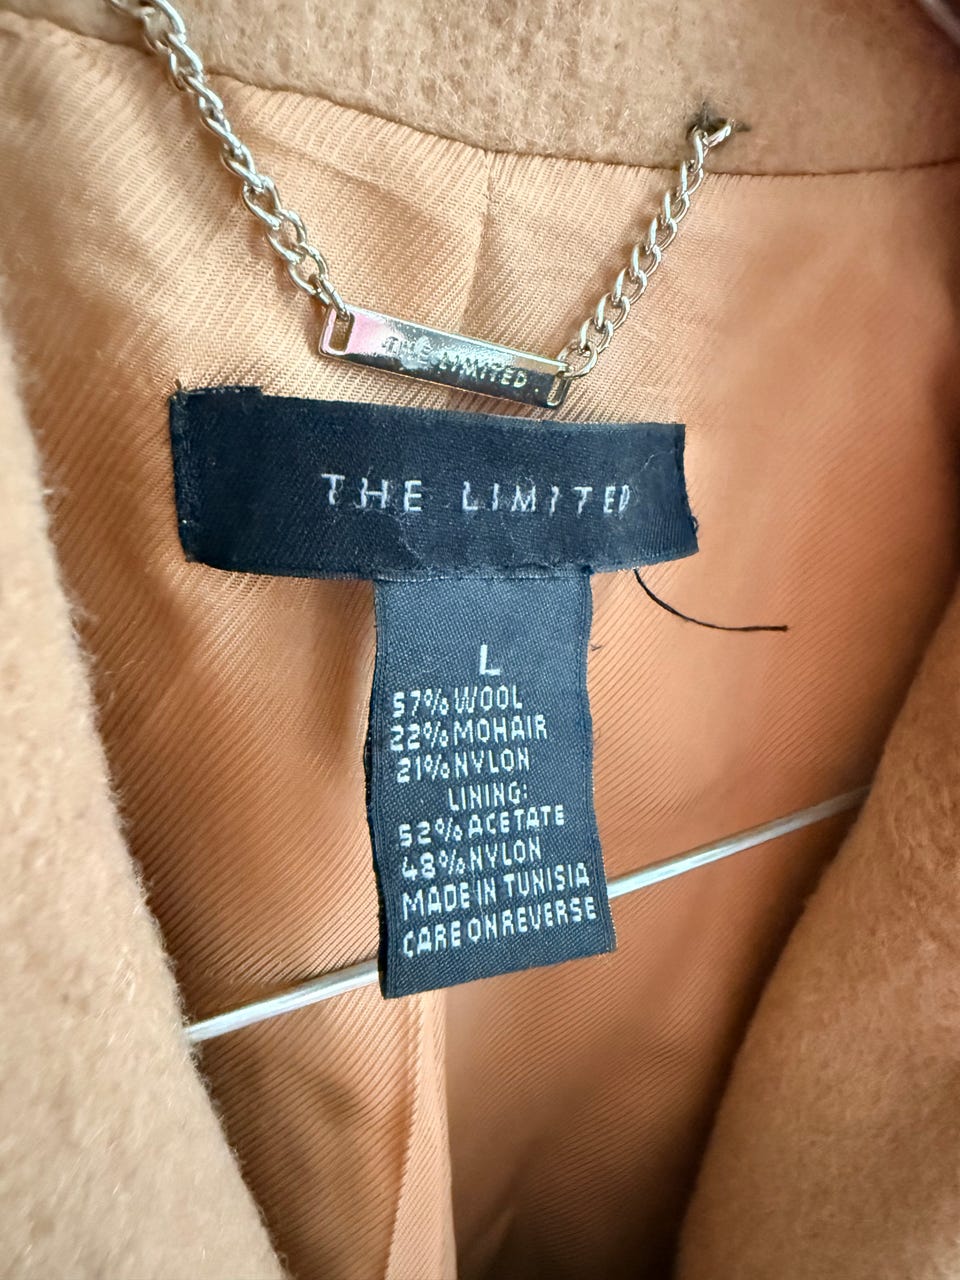 THE LIMITED
THE LIMITED
L
57% WOOL
22% MOHAIR
21% NYLON
LINING:
52% ACETATE
48% NYLON
MADE IN TUNISIA
CARE ON REVERSE